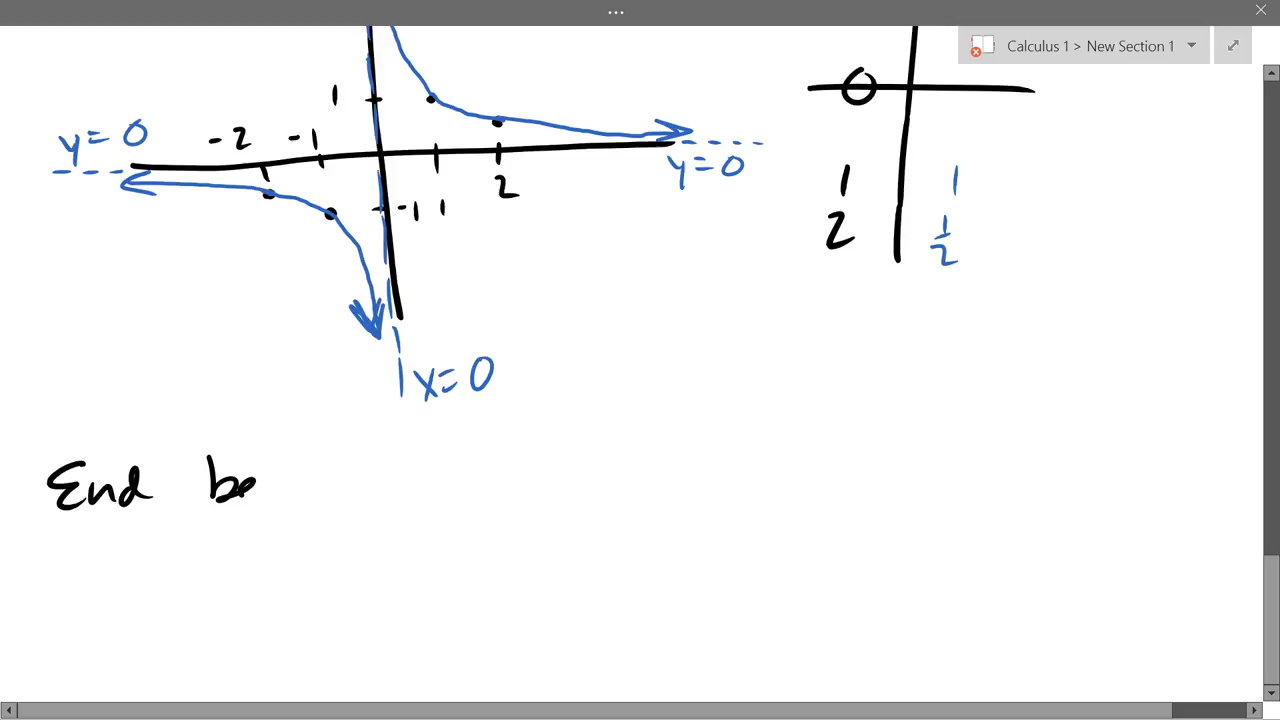 ...
Calculus 1 > New Section 1
1
y=0
-2 -1
y=0
2
-1 1
1 1
2 1/2
x=0
End be